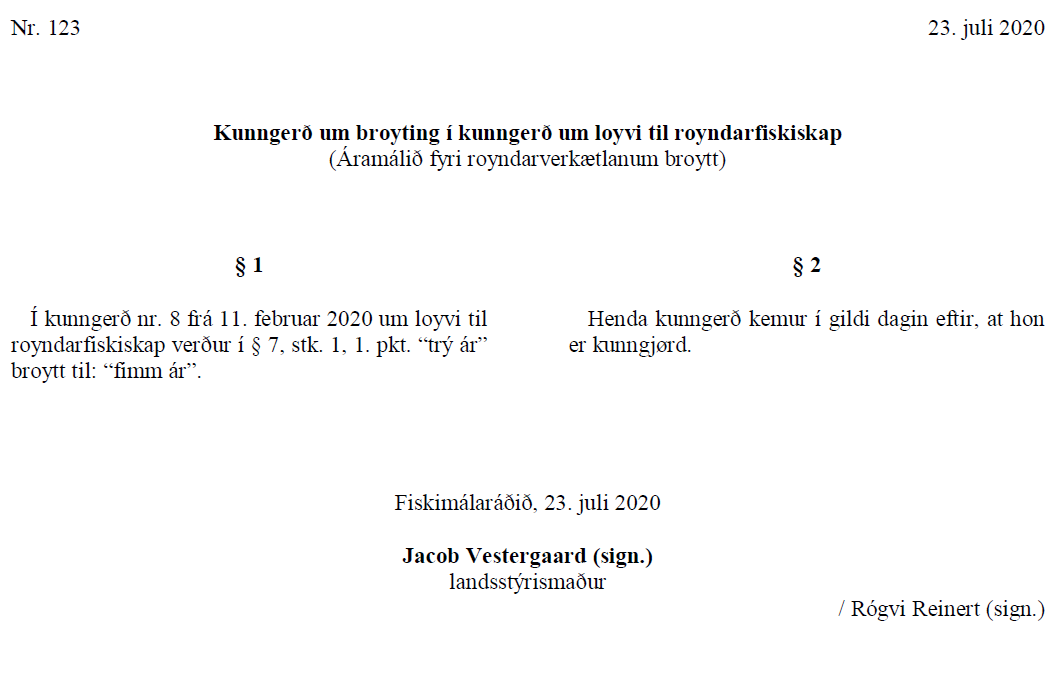 Nr. 123
23. juli 2020
Kunngerð um broyting í kunngerð um loyvi til royndarfiskiskap
(Áramálið fyri royndarverkætlanum broytt)
§ 1
Í kunngerð nr. 8 frá 11. februar 2020 um loyvi til
royndarfiskiskap verður í § 7, stk. 1, 1. pkt. “trý ár”
broytt til: “fimm ár”.
§ 2
Henda kunngerð kemur í gildi dagin eftir, at hon
er kunngjørd.
Fiskimálaráðið, 23. juli 2020
Jacob Vestergaard (sign.)
landsstýrismaður
/ Rógvi Reinert (sign.)